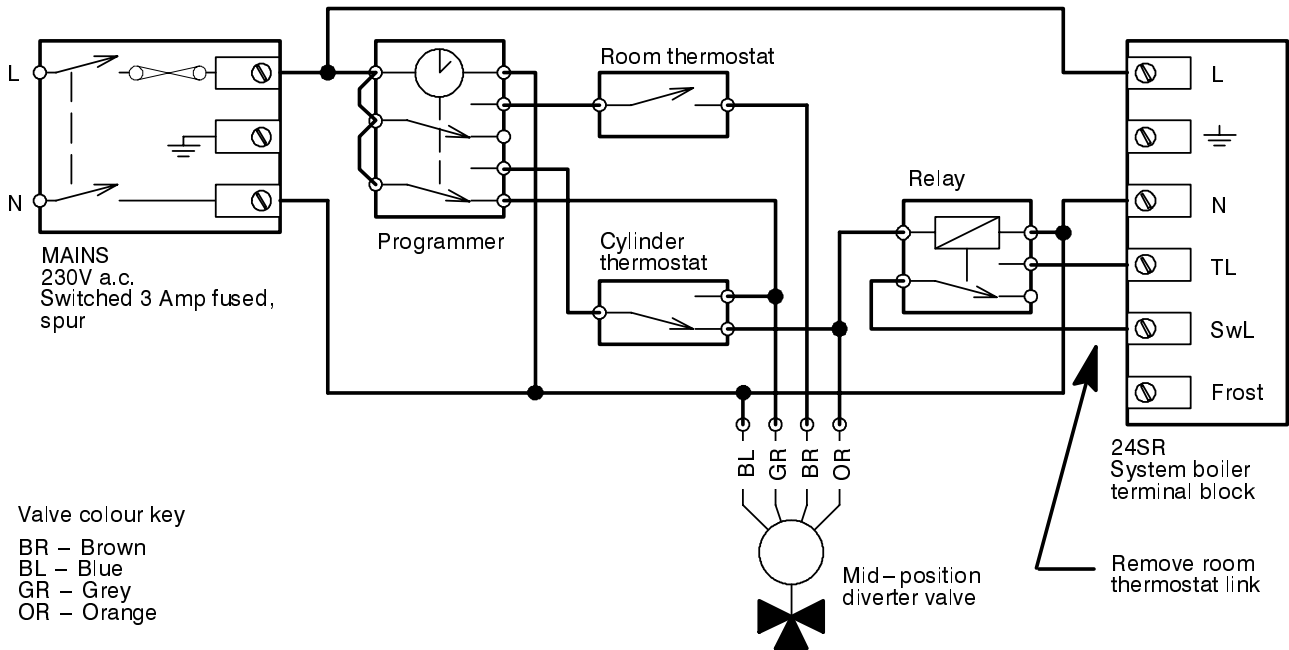 L
N
MAINS
230V a.c.
Switched 3 Amp fused,
spur
Programmer
Room thermostat
Cylinder
thermostat
Relay
L
N
TL
SwL
Frost
24SR
System boiler
terminal block
Remove room
thermostat link
BL
GR
BR
OR
Mid–position
diverter valve
Valve colour key
BR – Brown
BL – Blue
GR – Grey
OR – Orange